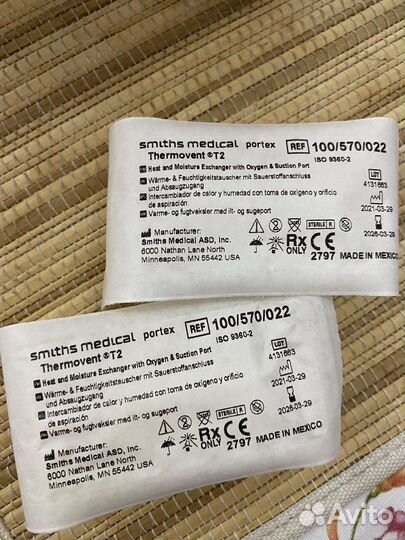 smiths medical portex REF 100/570/022
Thermovent®T2 ISO 9360-2
Heat and Moisture Exchanger with Oxygen & Suction Port
Wärme- & Feuchtigkeitstauscher mit Sauerstoffanschluss
und Absaugzugang
Intercambiador de calor y humedad con toma de oxígeno y orificio
de aspiración
Varme- og fugtveksler med ilt- og sugeport
LOT
4131663
2021-03-29
2026-03-29
Manufacturer:
Smiths Medical ASD, Inc.
6000 Nathan Lane North
Minneapolis, MN 55442 USA
STERILE R
Rx ONLY CE
2797 MADE IN MEXICO
smiths medical portex REF 100/570/022
Thermovent®T2 ISO 9360-2
Heat and Moisture Exchanger with Oxygen & Suction Port
Wärme- & Feuchtigkeitstauscher mit Sauerstoffanschluss
und Absaugzugang
Intercambiador de calor y humedad con toma de oxígeno y orificio
de aspiración
Varme- og fugtveksler med ilt- og sugeport
LOT
4131663
2021-03-29
2026-03-29
Manufacturer:
Smiths Medical ASD, Inc.
6000 Nathan Lane North
Minneapolis, MN 55442 USA
STERILE R
Rx ONLY CE
2797 MADE IN MEXICO
Avito